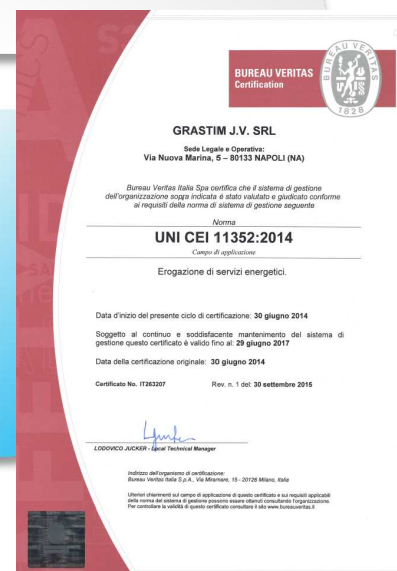 BUREAU VERITAS
Certification
BUREAU VERITAS
1828
GRASTIM J.V. SRL
Sede Legale e Operativa:
Via Nuova Marina, 5 – 80133 NAPOLI (NA)
Bureau Veritas Italia Spa certifica che il sistema di gestione
dell'organizzazione sopra indicata è stato valutato e giudicato conforme
ai requisiti della norma di sistema di gestione seguente
Norma
UNI CEI 11352:2014
Campo di applicazione
Erogazione di servizi energetici.
Data d'inizio del presente ciclo di certificazione: 30 giugno 2014
Soggetto al continuo e soddisfacente mantenimento del sistema di
gestione questo certificato è valido fino al: 29 giugno 2017
Data della certificazione originale: 30 giugno 2014
Certificato No. IT263207 Rev. n. 1 del: 30 settembre 2015
LODOVICO JUCKER - Local Technical Manager
Indirizzo dell'organismo di certificazione:
Bureau Veritas Italia S.p.A., Via Miramare, 15 - 20126 Milano, Italia
Ulteriori chiarimenti sul campo di applicazione di questo certificato e sui requisiti applicabili
della norma del sistema di gestione possono essere ottenuti consultando l'organizzazione.
Per controllare la validità di questo certificato consultare il sito www.bureauveritas.it